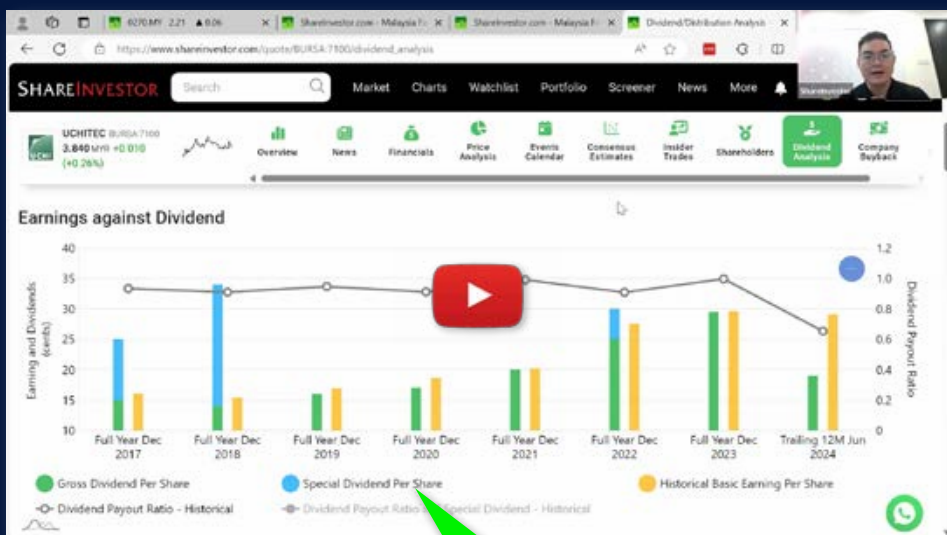 0270.MY 2.21 ▲0.06
Shareinvestor.com - Malaysia F
Shareinvestor.com - Malaysia F
Dividend/Distribution Analysis
https://www.shareinvestor.com/quote/BURSA:7100/dividend_analysis
SHAREINVESTOR
Search
Market
Charts
Watchlist
Portfolio
Screener
News
More
ShareInvestor
UCHITEC BURSA:7100
3.840 MYR +0.010
(+0.26%)
Overview
News
Financials
Price Analysis
Events Calendar
Consensus Estimates
Insider Trades
Shareholders
Dividend Analysis
Company Buyback
Earnings against Dividend
Earning and Dividends (cents)
40
35
30
25
20
15
10
1.2
1.0
0.8
0.6
0.4
0.2
0
Dividend Payout Ratio
Full Year Dec 2017
Full Year Dec 2018
Full Year Dec 2019
Full Year Dec 2020
Full Year Dec 2021
Full Year Dec 2022
Full Year Dec 2023
Trailing 12M Jun 2024
Gross Dividend Per Share
Special Dividend Per Share
Historical Basic Earning Per Share
Dividend Payout Ratio - Historical
Dividend Payout Ratio
Special Dividend - Historical